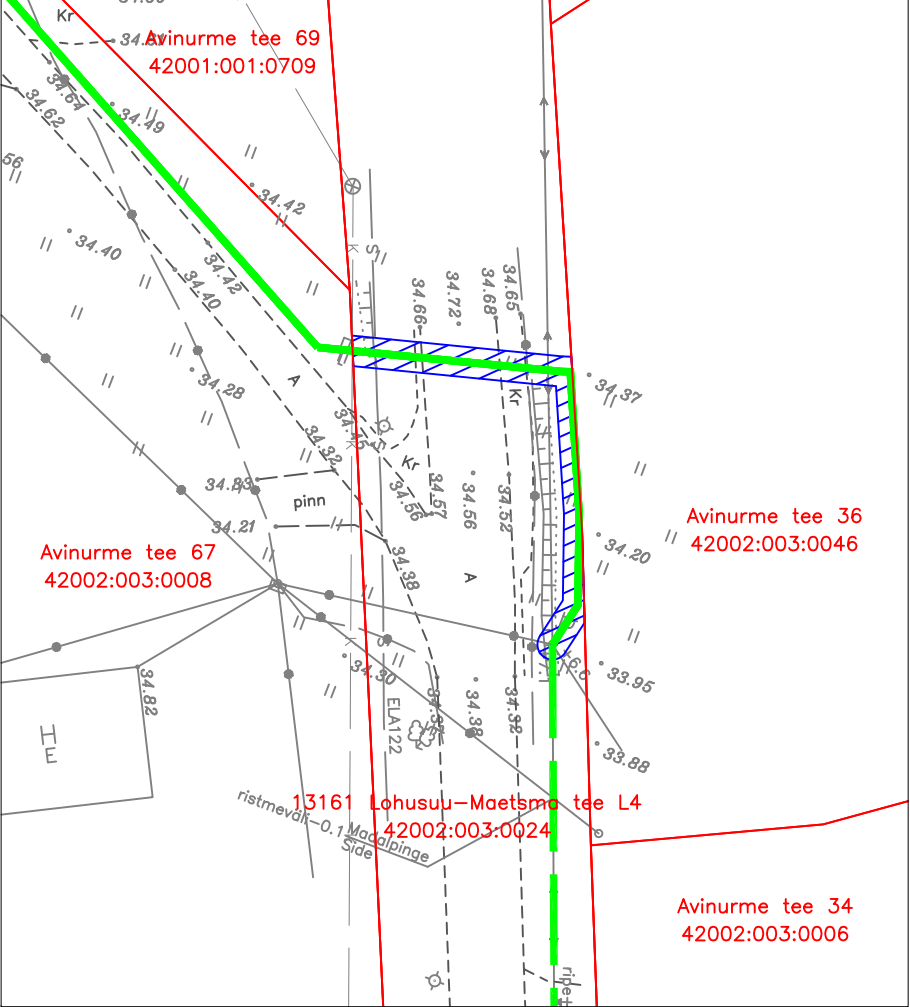 Kr
Avinurme tee 69
42001:001:0709
34.64
34.62
34.49
56
34.42
34.40
34.42
34.40
K
S
34.66
34.72
34.68
34.65
34.28
A
Kr
34.37
34.45
34.32
Kr
34.83
34.56
34.57
34.56
34.52
pinn
34.21
Avinurme tee 36
42002:003:0046
34.20
Avinurme tee 67
42002:003:0008
34.38
A
K
S
34.30
33.95
34.82
ELA122
34.38
34.32
H
E
33.88
13161 Lohusuu-Maetsma tee L4
42002:003:0024
ristmeväli-0.1
Madalpinge
Side
Avinurme tee 34
42002:003:0006